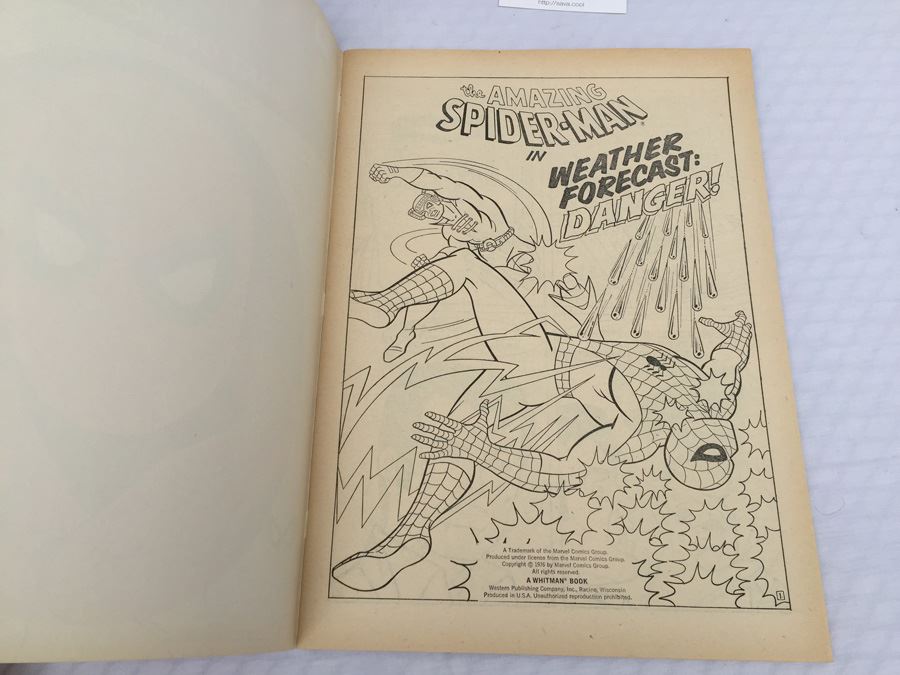 http://sava.cool
the AMAZING
SPIDER-MAN
IN
WEATHER
FORECAST:
DANGER!
A Trademark of the Marvel Comics Group.
Produced under license from the Marvel Comics Group.
Copyright © 1976 by Marvel Comics Group.
All rights reserved.
A WHITMAN® BOOK
Western Publishing Company, Inc., Racine, Wisconsin
Produced in U.S.A. Unauthorized reproduction prohibited.
1